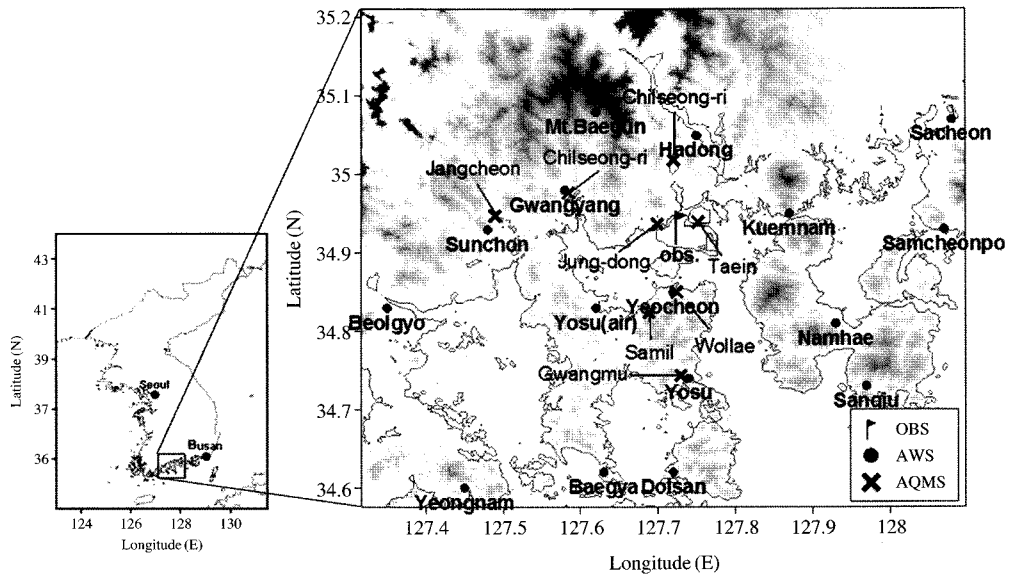 Latitude (N)
43
41
39
37
36
Seoul
Busan
124 126 128 130
Longitude (E)
Latitude (N)
35.2
35.1
35
34.9
34.8
34.7
34.6
Chilseong-ri
Mt.Baegun
Hadong
Sacheon
Jangcheon
Chilseong-ri
Gwangyang
Sunchon
Kuemnam
Samcheonpo
Jung-dong
obs.
Taein
Beolgyo
Yosu(air)
Yeocheon
Namhae
Samil
Wollae
Gwangmu
Yosu
Sangju
Yeongnam
Baegya
Dolsan
OBS
AWS
AQMS
127.4 127.5 127.6 127.7 127.8 127.9 128
Longitude (E)